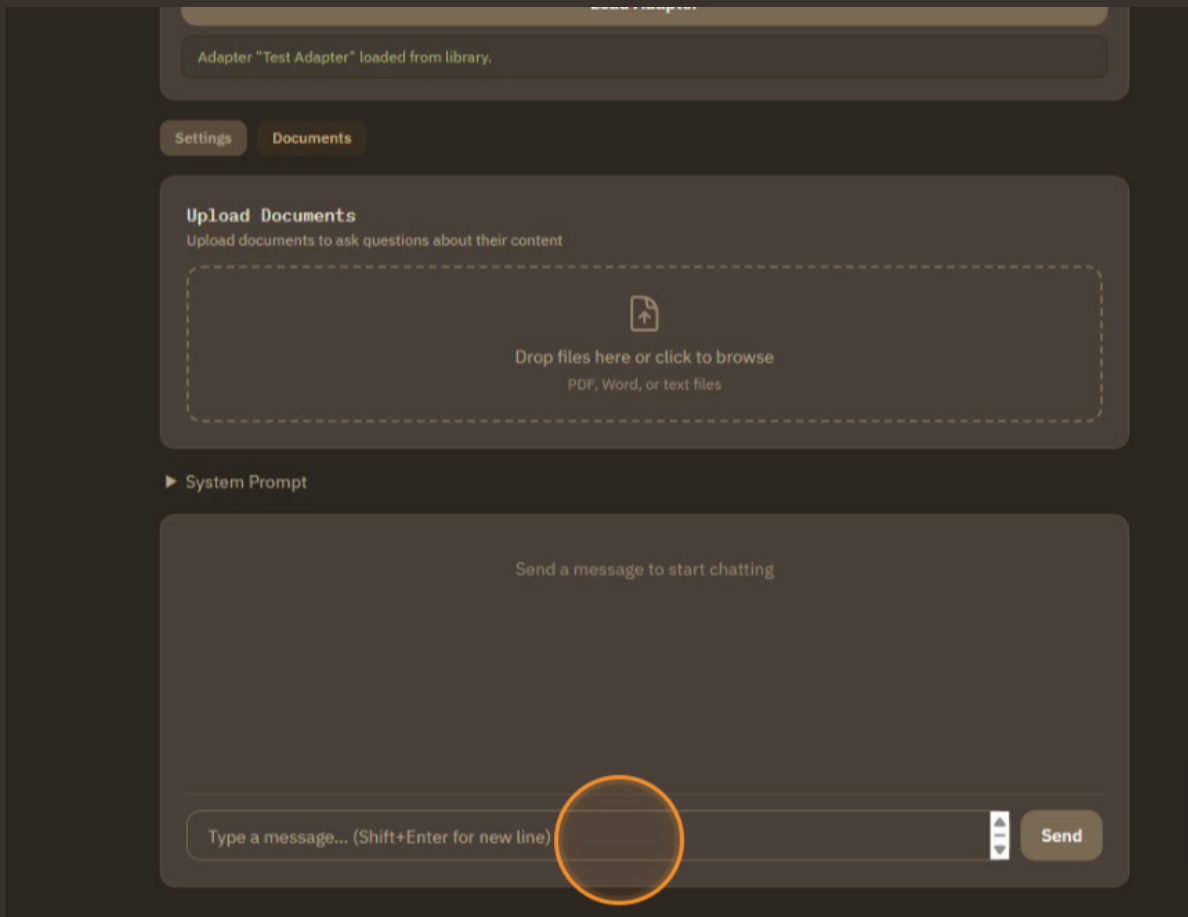 Load Adapter
Adapter "Test Adapter" loaded from library.
Settings
Documents
Upload Documents
Upload documents to ask questions about their content
Drop files here or click to browse
PDF, Word, or text files
▶ System Prompt
Send a message to start chatting
Type a message... (Shift+Enter for new line)
Send